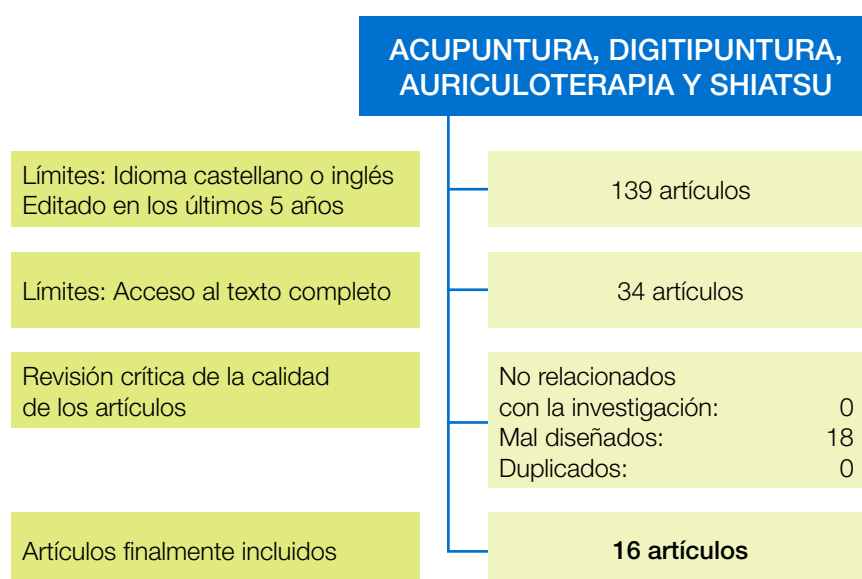 ACUPUNTURA, DIGITIPUNTURA,
AURICULOTERAPIA Y SHIATSU
Límites: Idioma castellano o inglés
Editado en los últimos 5 años
139 artículos
Límites: Acceso al texto completo
34 artículos
Revisión crítica de la calidad
de los artículos
No relacionados
con la investigación: 0
Mal diseñados: 18
Duplicados: 0
Artículos finalmente incluidos
16 artículos